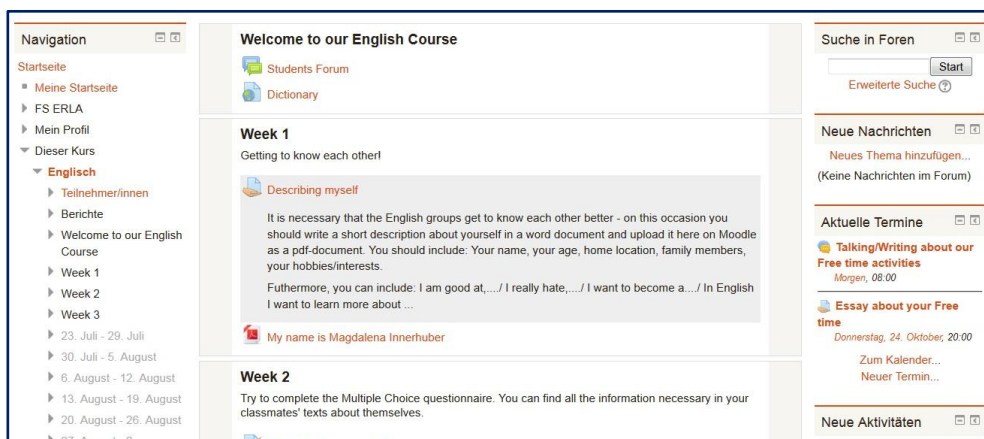 Navigation
Startseite
Meine Startseite
FS ERLA
Mein Profil
Dieser Kurs
Englisch
Teilnehmer/innen
Berichte
Welcome to our English
Course
Week 1
Week 2
Week 3
23. Juli - 29. Juli
30. Juli - 5. August
6. August - 12. August
13. August - 19. August
20. August - 26. August
Welcome to our English Course
Students Forum
Dictionary
Week 1
Getting to know each other!
Describing myself
It is necessary that the English groups get to know each other better - on this occasion you
should write a short description about yourself in a word document and upload it here on Moodle
as a pdf-document. You should include: Your name, your age, home location, family members,
your hobbies/interests.
Futhermore, you can include: I am good at,..../ I really hate,..../ I want to become a..../ In English
I want to learn more about ...
My name is Magdalena Innerhuber
Week 2
Try to complete the Multiple Choice questionnaire. You can find all the information necessary in your
classmates' texts about themselves.
Suche in Foren
Start
Erweiterte Suche
Neue Nachrichten
Neues Thema hinzufügen...
(Keine Nachrichten im Forum)
Aktuelle Termine
Talking/Writing about our
Free time activities
Morgen, 08:00
Essay about your Free
time
Donnerstag, 24. Oktober, 20:00
Zum Kalender...
Neuer Termin...
Neue Aktivitäten